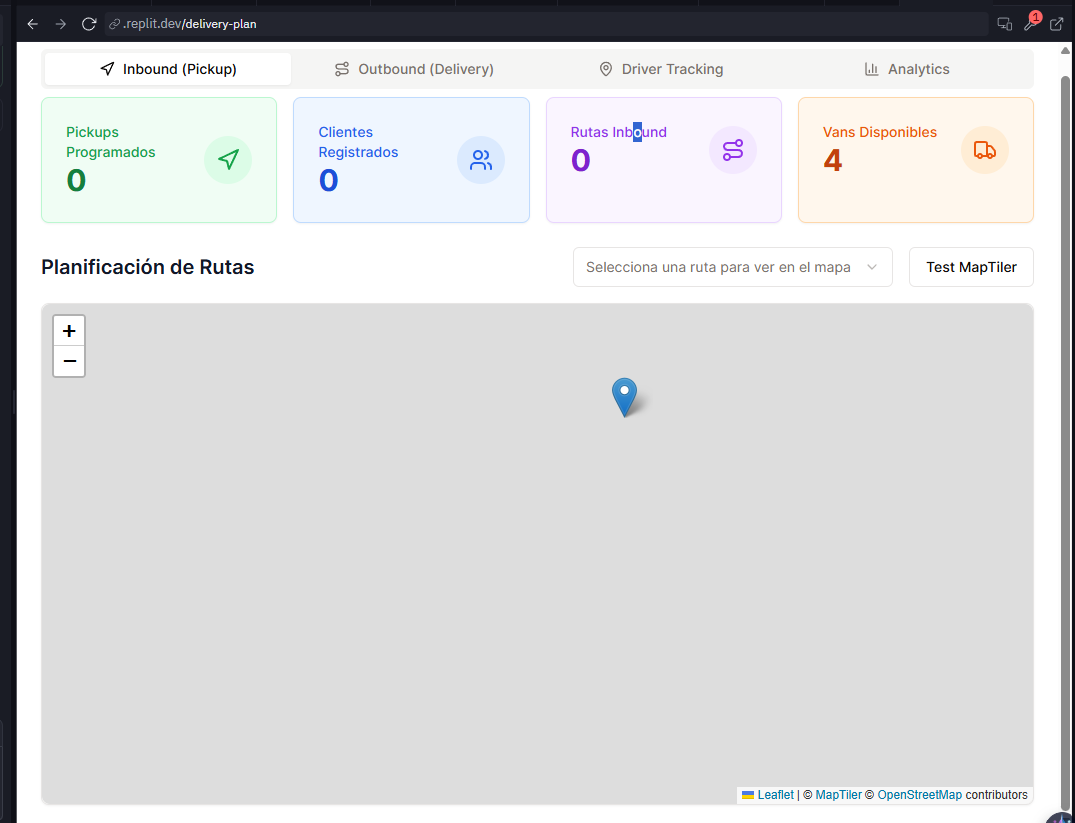 .replit.dev/delivery-plan
1
Inbound (Pickup)
Outbound (Delivery)
Driver Tracking
Analytics
Pickups
Programados
0
Clientes
Registrados
0
Rutas Inbound
0
Vans Disponibles
4
Planificación de Rutas
Selecciona una ruta para ver en el mapa
Test MapTiler
+
−
Leaflet | © MapTiler © OpenStreetMap contributors